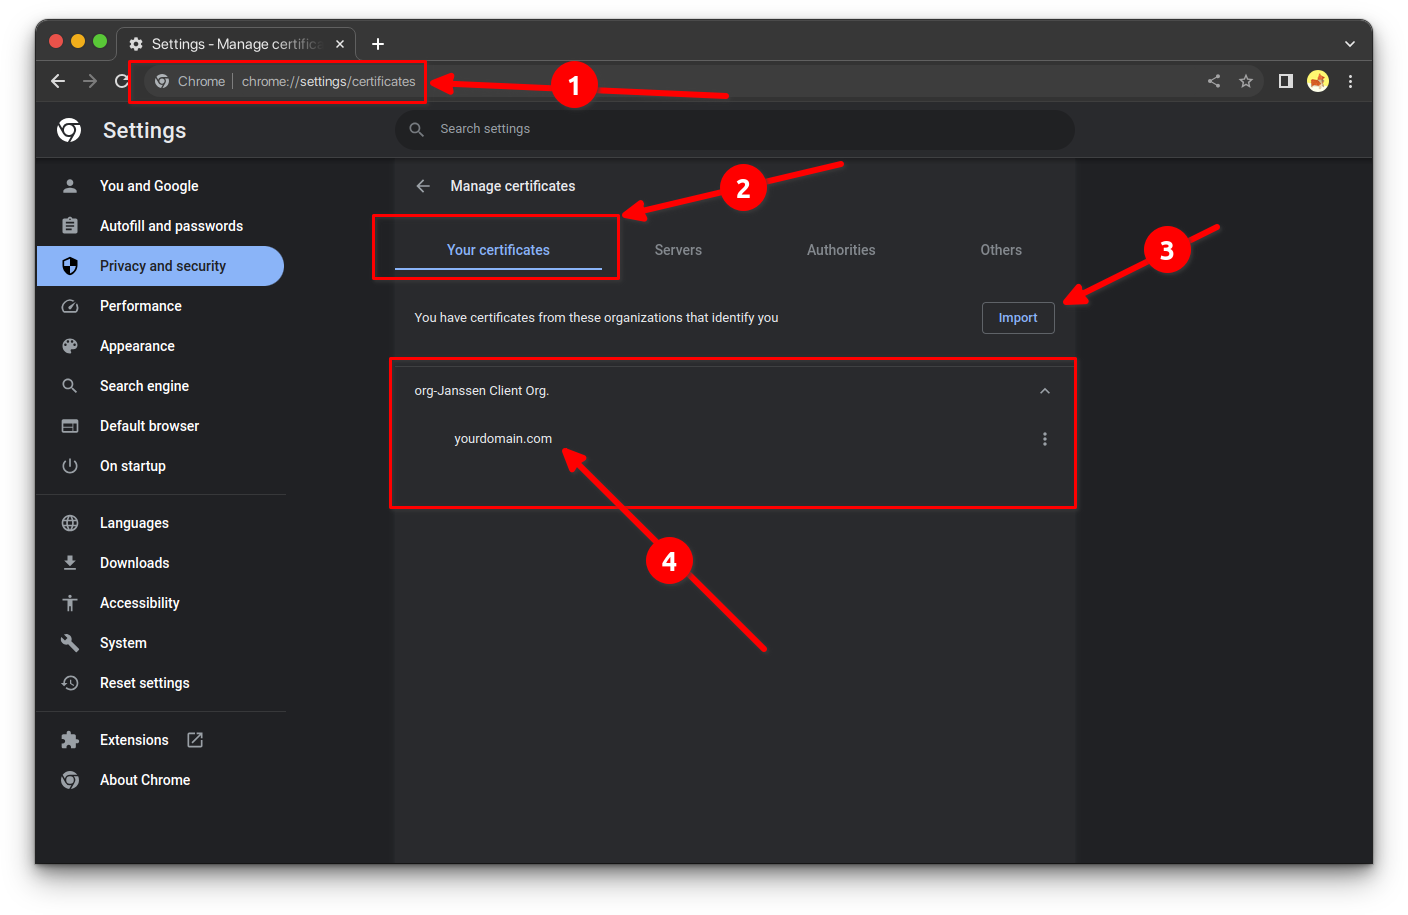 Settings - Manage certifica
Chrome
chrome://settings/certificates
1
Settings
Search settings
You and Google
Autofill and passwords
Privacy and security
Performance
Appearance
Search engine
Default browser
On startup
Languages
Downloads
Accessibility
System
Reset settings
Extensions
About Chrome
Manage certificates
2
Your certificates
Servers
Authorities
Others
3
You have certificates from these organizations that identify you
Import
org-Janssen Client Org.
yourdomain.com
4